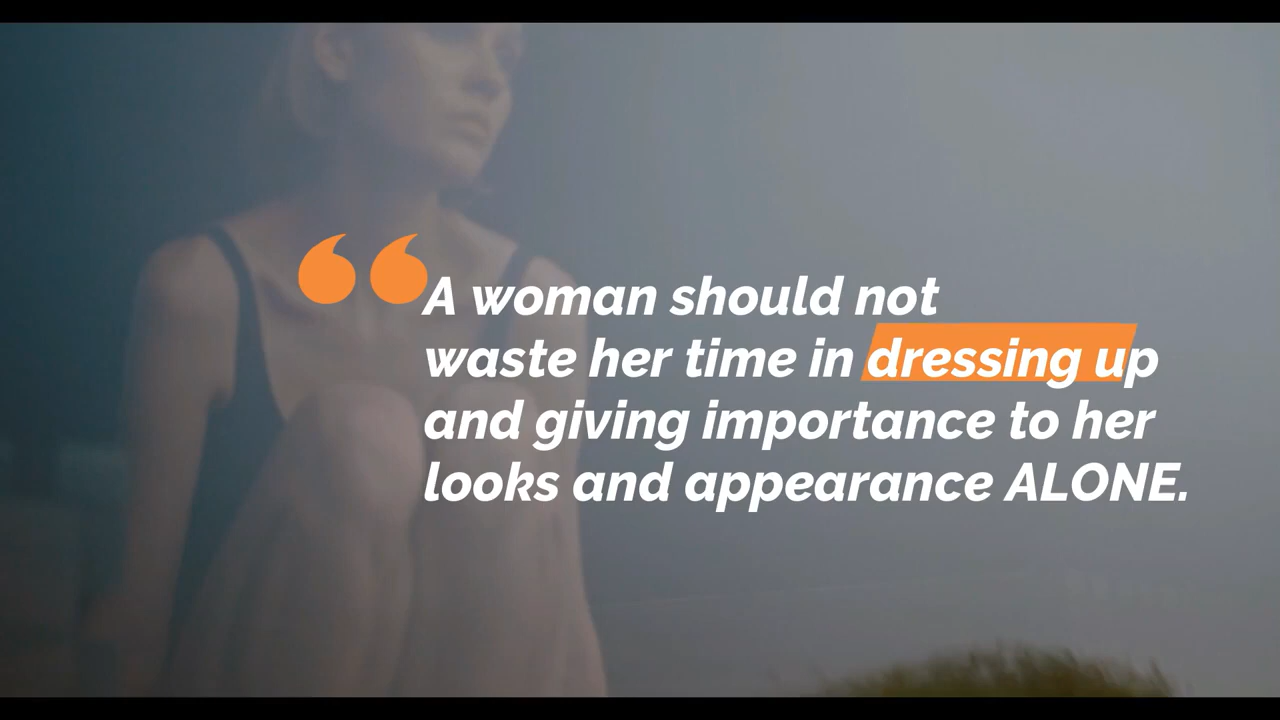 “A woman should not
waste her time in dressing up
and giving importance to her
looks and appearance ALONE.